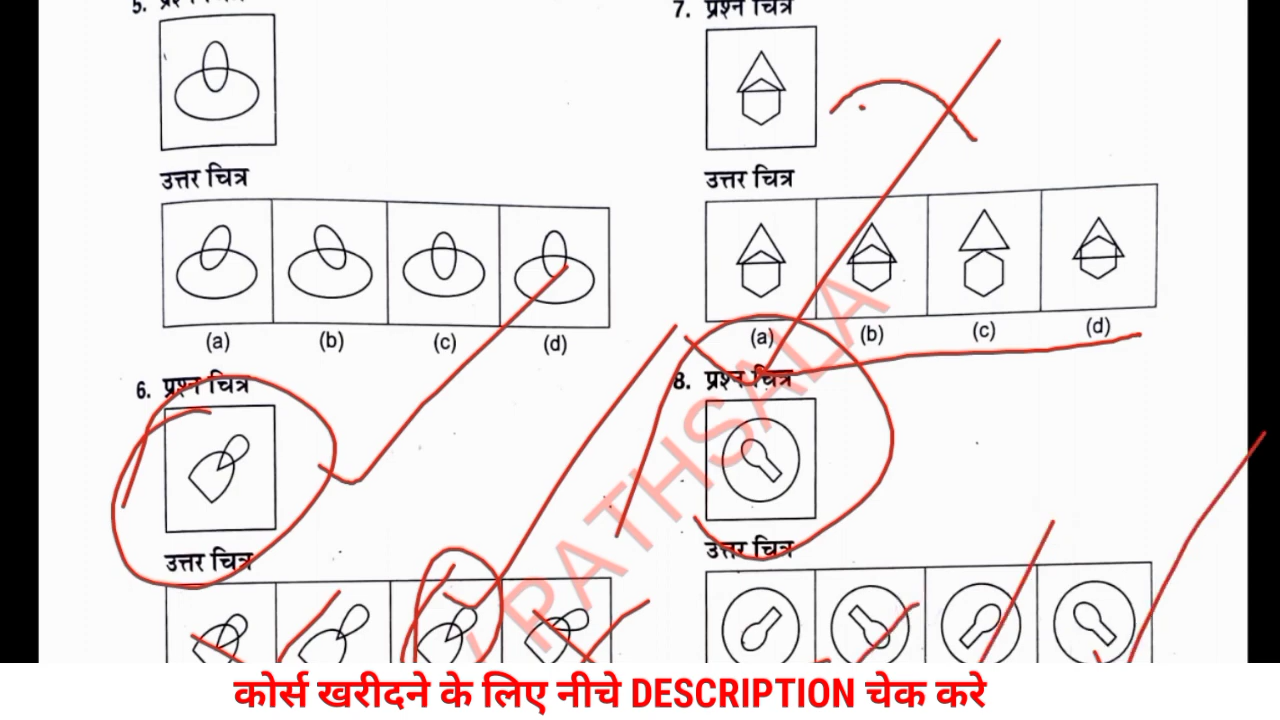 5. प्रश्न चित्र
उत्तर चित्र
(a) (b) (c) (d)
6. प्रश्न चित्र
उत्तर चित्र
7. प्रश्न चित्र
उत्तर चित्र
(a) (b) (c) (d)
8. प्रश्न चित्र
उत्तर चित्र
PATHSALA
कोर्स खरीदने के लिए नीचे DESCRIPTION चेक करे